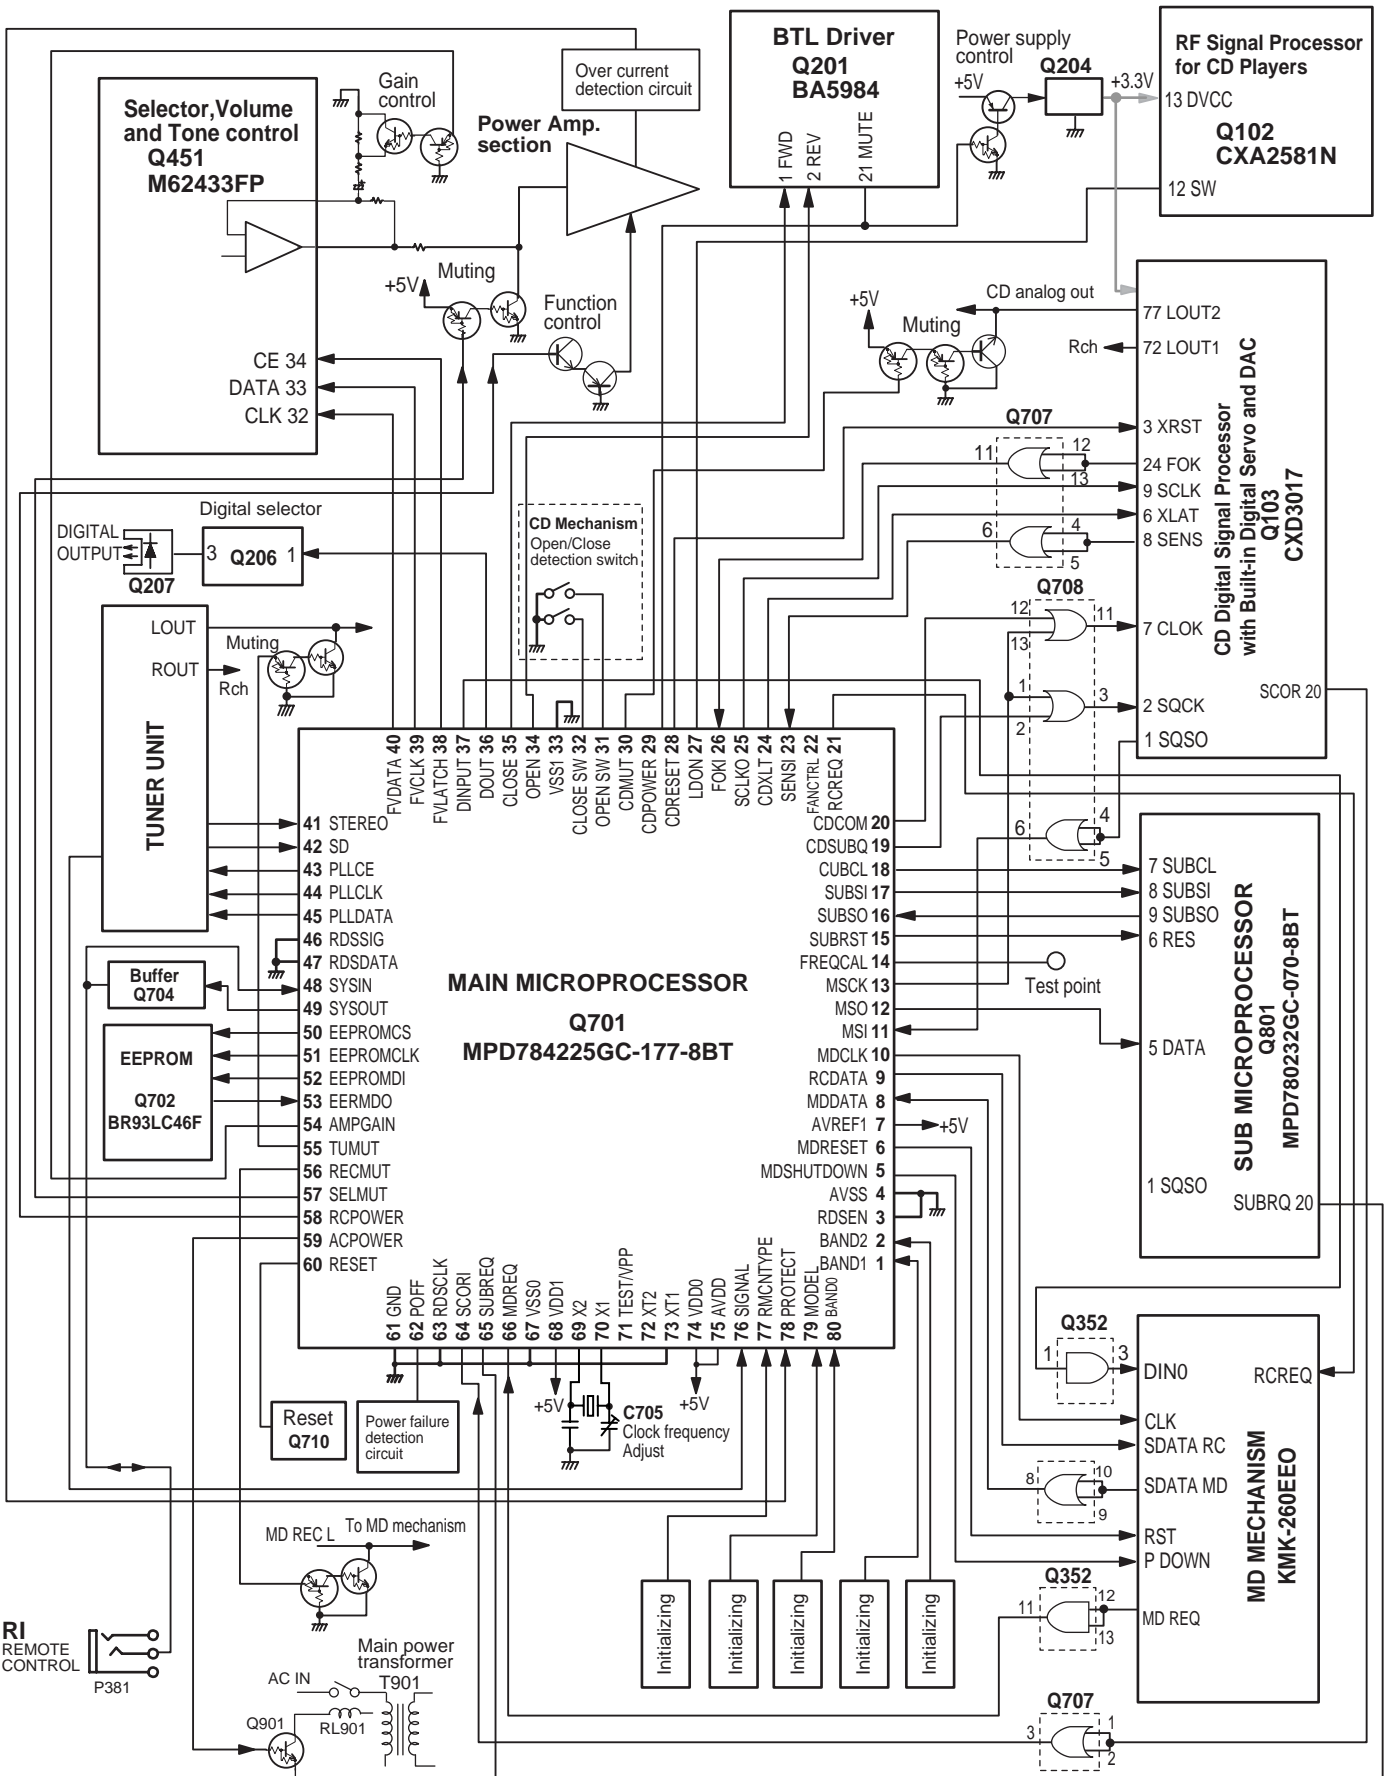 Selector,Volume
and Tone control
Q451
M62433FP
CE 34
DATA 33
CLK 32
Gain
control
Power Amp.
section
Over current
detection circuit
+5V
Muting
Function
control
BTL Driver
Q201
BA5984
1 FWD
2 REV
21 MUTE
Power supply
control
+5V
Q204
+3.3V
RF Signal Processor
for CD Players
13 DVCC
Q102
CXA2581N
12 SW
+5V
Muting
CD analog out
Rch
77 LOUT2
72 LOUT1
3 XRST
24 FOK
9 SCLK
6 XLAT
8 SENS
7 CLOK
2 SQCK
1 SQSO
SCOR 20
CD Digital Signal Processor
with Built-in Digital Servo and DAC
Q103
CXD3017
Q707
11
12
13
6
4
5
Q708
12
13
11
1
2
3
6
4
5
Digital selector
DIGITAL
OUTPUT
Q207
3 Q206 1
CD Mechanism
Open/Close
detection switch
TUNER UNIT
LOUT
ROUT
Muting
Rch
FVDATA 40
FVCLK 39
FVLATCH 38
DINPUT 37
DOUT 36
CLOSE 35
OPEN 34
VSS1 33
CLOSE SW 32
OPEN SW 31
CDMUT 30
CDPOWER 29
CDRESET 28
LDON 27
FOKI 26
SCLKO 25
CDXLT 24
SENSI 23
FANCTRL 22
RCREQ 21
41 STEREO
42 SD
43 PLLCE
44 PLLCLK
45 PLLDATA
46 RDSSIG
47 RDSDATA
48 SYSIN
49 SYSOUT
50 EEPROMCS
51 EEPROMCLK
52 EEPROMDI
53 EERMDO
54 AMPGAIN
55 TUMUT
56 RECMUT
57 SELMUT
58 RCPOWER
59 ACPOWER
60 RESET
MAIN MICROPROCESSOR
Q701
MPD784225GC-177-8BT
CDCOM 20
CDSUBQ 19
CUBCL 18
SUBSI 17
SUBSO 16
SUBRST 15
FREQCAL 14
MSCK 13
MSO 12
MSI 11
MDCLK 10
RCDATA 9
MDDATA 8
AVREF1 7
MDRESET 6
MDSHUTDOWN 5
AVSS 4
RDSEN 3
BAND2 2
BAND1 1
61 GND
62 POFF
63 RDSCLK
64 SCORI
65 SUBREQ
66 MDREQ
67 VSS0
68 VDD1
69 X2
70 X1
71 TEST/VPP
72 XT2
73 XT1
74 VDD0
75 AVDD
76 SIGNAL
77 RMCNTYPE
78 PROTECT
79 MODEL
80 BAND0
Test point
+5V
7 SUBCL
8 SUBSI
9 SUBSO
6 RES
5 DATA
1 SQSO
SUBRQ 20
SUB MICROPROCESSOR
Q801
MPD780232GC-070-8BT
Buffer
Q704
EEPROM
Q702
BR93LC46F
Reset
Q710
Power failure
detection
circuit
+5V
C705
Clock frequency
Adjust
+5V
Q352
1
3
DIN0
RCREQ
CLK
SDATA RC
SDATA MD
RST
P DOWN
MD REQ
MD MECHANISM
KMK-260EEO
8
10
9
Q352
11
12
13
Q707
3
1
2
Initializing
Initializing
Initializing
Initializing
Initializing
MD REC L
To MD mechanism
RI
REMOTE
CONTROL
P381
AC IN
Main power
transformer
T901
Q901
RL901